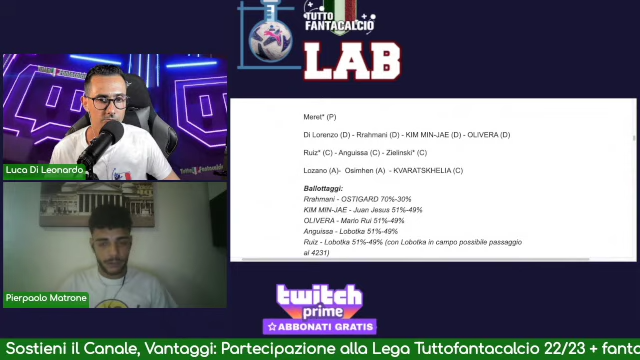 TUTTO
FANTACALCIO
LAB
Meret* (P)
Di Lorenzo (D) - Rrahmani (D) - KIM MIN-JAE (D) - OLIVERA (D)
Ruiz* (C) - Anguissa (C) - Zielinski* (C)
Lozano (A)- Osimhen (A) - KVARATSKHELIA (C)
Ballottaggi:
Rrahmani - OSTIGARD 70%-30%
KIM MIN-JAE - Juan Jesus 51%-49%
OLIVERA - Mario Rui 51%-49%
Anguissa - Lobotka 51%-49%
Ruiz - Lobotka 51%-49% (con Lobotka in campo possibile passaggio
al 4231)
Luca Di Leonardo
Pierpaolo Matrone
twitch
prime
ABBONATI GRATIS
Sostieni il Canale, Vantaggi: Partecipazione alla Lega Tuttofantacalcio 22/23 + fanta